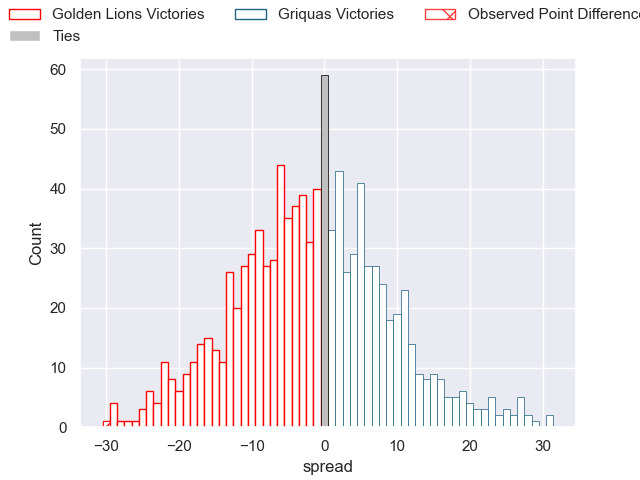 Golden Lions Victories
Griquas Victories
Observed Point Difference
Ties
60
50
40
30
20
10
0
Count
−30
−20
−10
0
10
20
30
spread